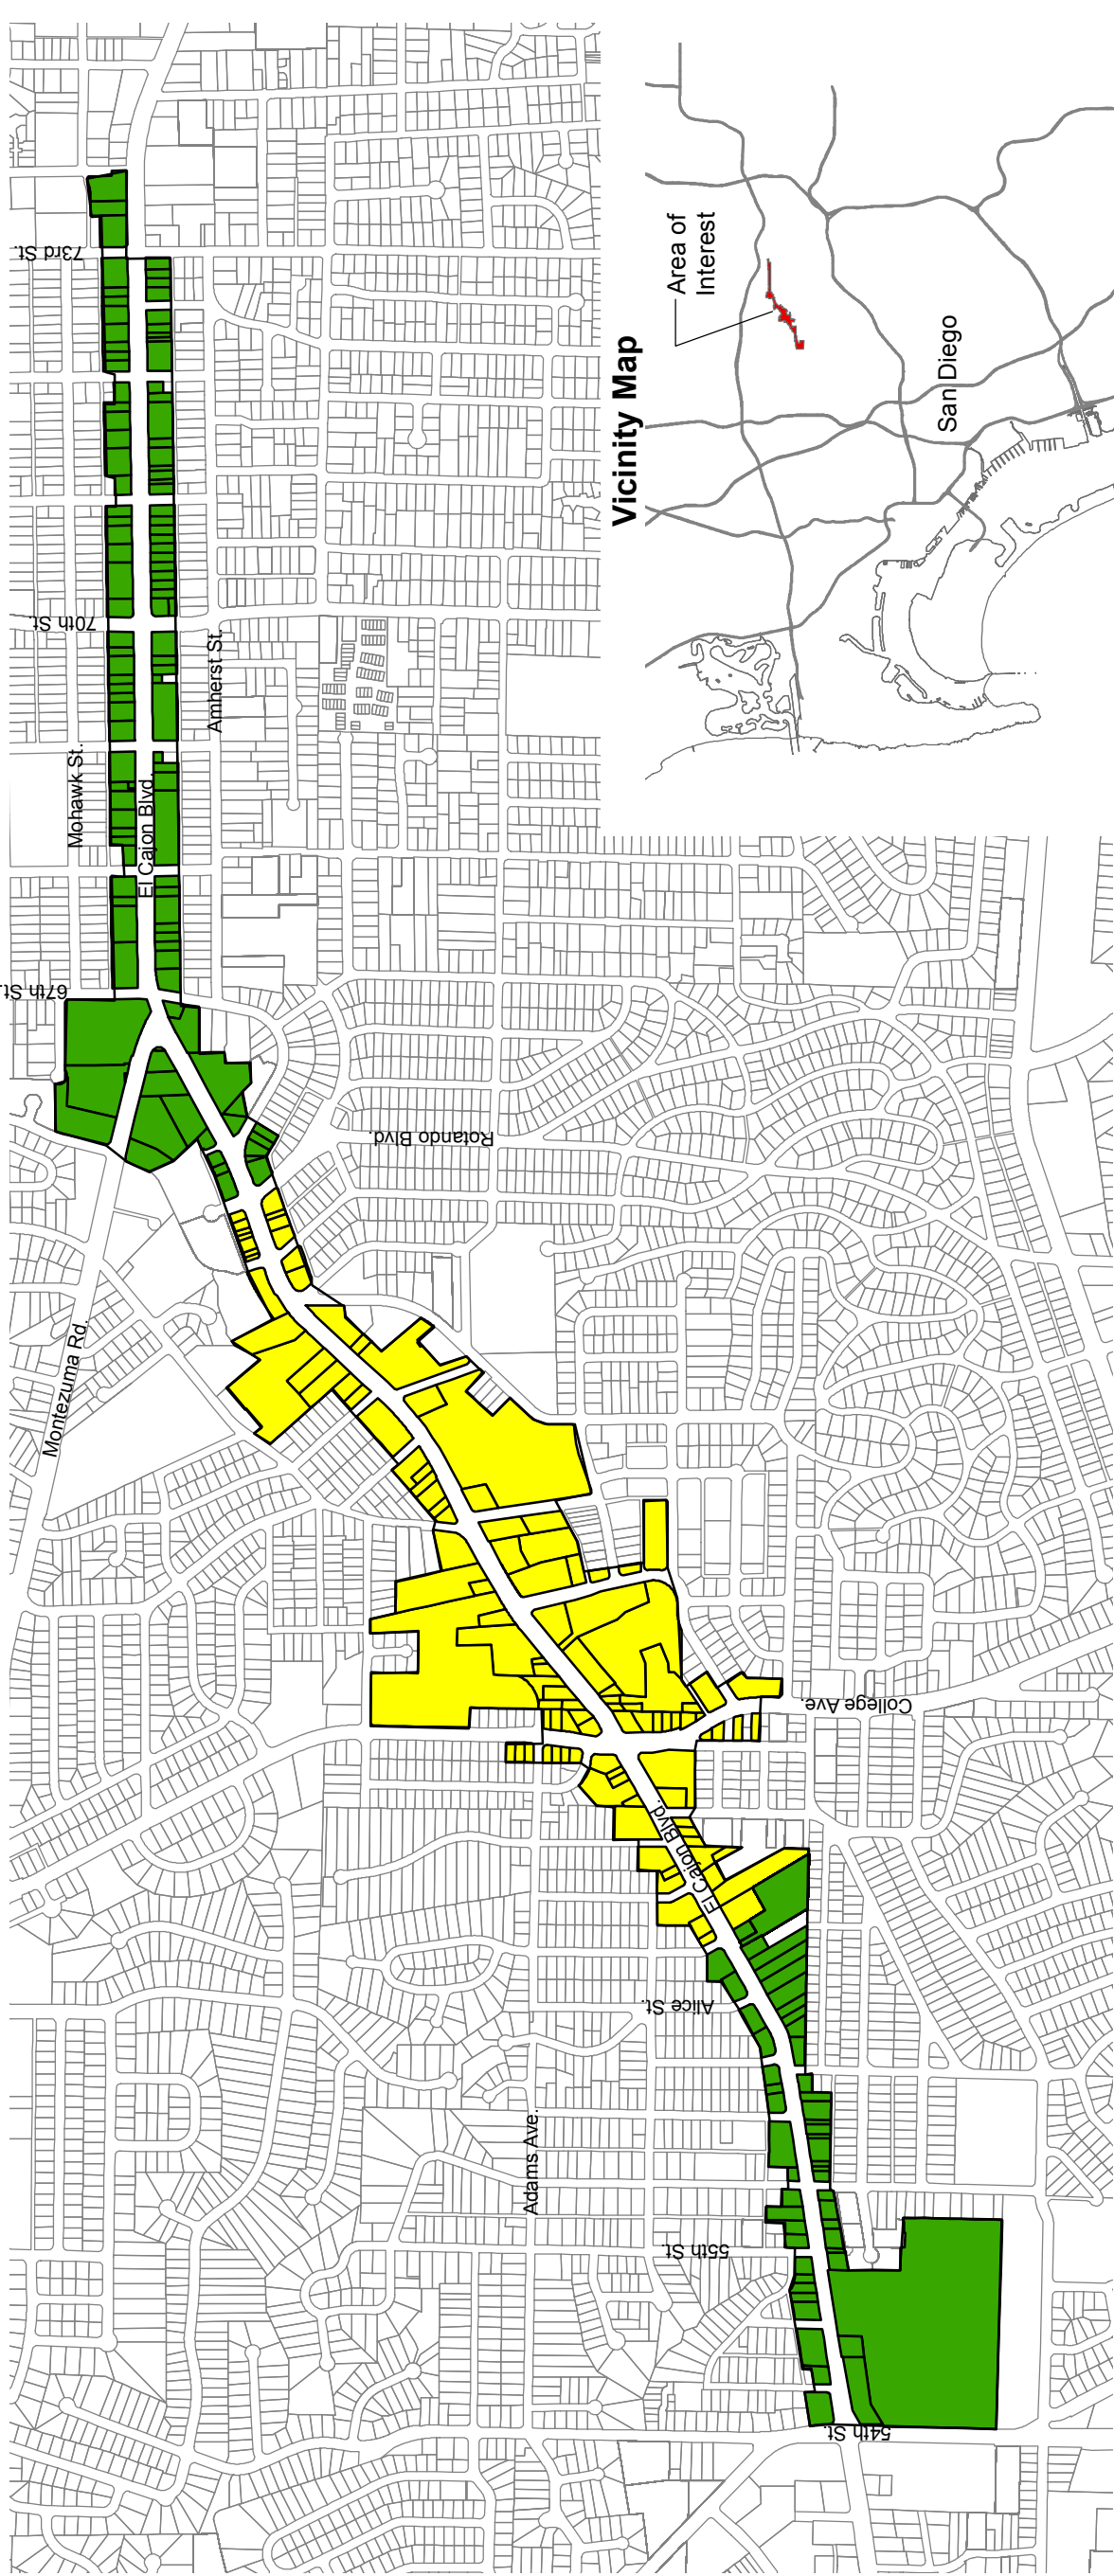 73rd St.
70th St.
Amherst St.
Mohawk St.
El Cajon Blvd.
67th St.
Rotando Blvd.
Montezuma Rd.
College Ave.
El Cajon Blvd.
Alice St.
Adams Ave.
55th St.
54th St.
Vicinity Map
Area of
Interest
San Diego